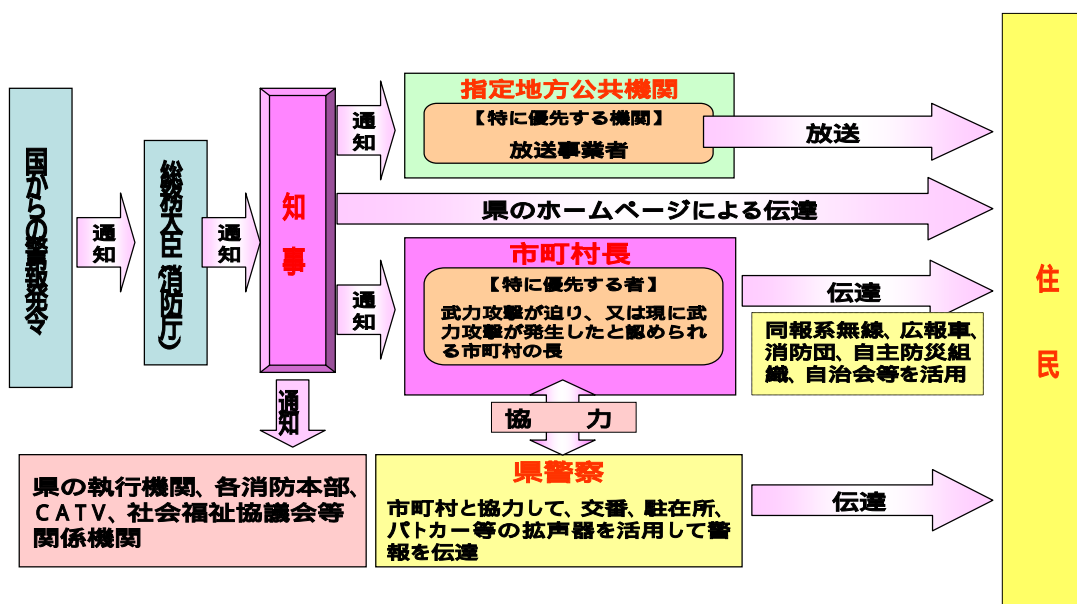 国からの警報発令
通知
総務大臣（消防庁）
通知
知事
通知
指定地方公共機関
【特に優先する機関】
放送事業者
放送
県のホームページによる伝達
通知
市町村長
【特に優先する者】
武力攻撃が迫り、又は現に武
力攻撃が発生したと認められ
る市町村の長
伝達
同報系無線、広報車、
消防団、自主防災組
織、自治会等を活用
通知
協 力
県の執行機関、各消防本部、
CATV、社会福祉協議会等
関係機関
県警察
市町村と協力して、交番、駐在所、
パトカー等の拡声器を活用して警
報を伝達
伝達
住民